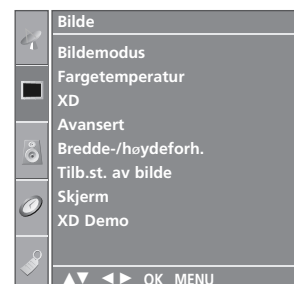 Bilde
Bildemodus
Fargetemperatur
XD
Avansert
Bredde-/høydeforh.
Tilb.st. av bilde
Skjerm
XD Demo
▲▼ ◄► OK MENU